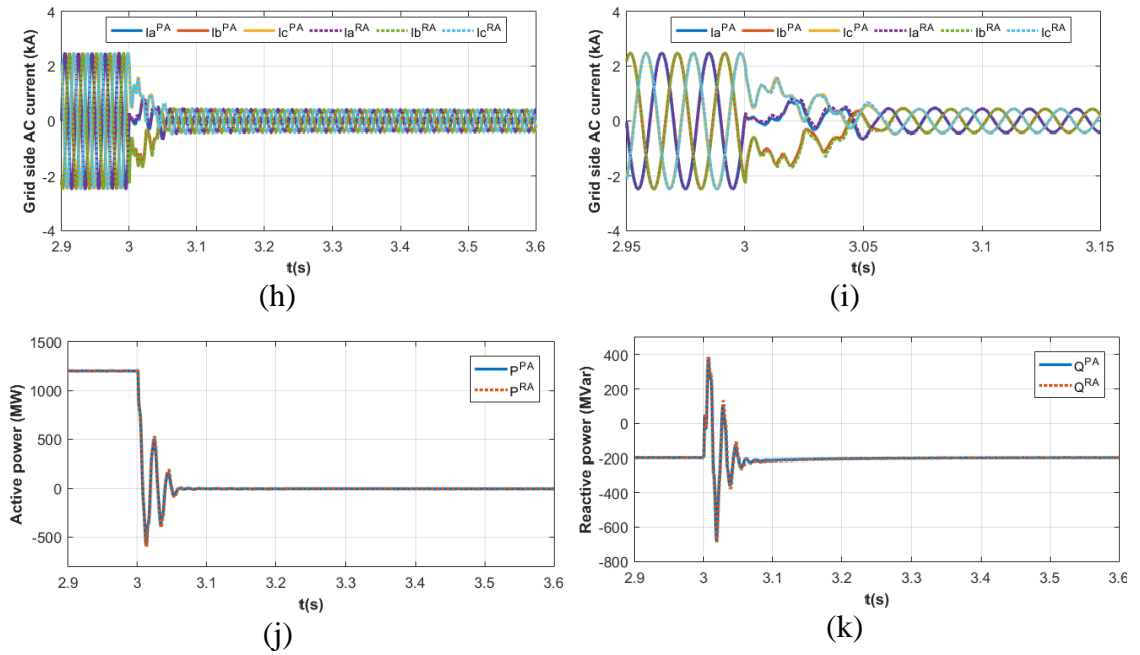 Ia^PA Ib^PA Ic^PA Ia^RA Ib^RA Ic^RA
Grid side AC current (kA)
4
2
0
-2
-4
2.9 3 3.1 3.2 3.3 3.4 3.5 3.6
t(s)
(h)
Ia^PA Ib^PA Ic^PA Ia^RA Ib^RA Ic^RA
Grid side AC current (kA)
4
2
0
-2
-4
2.95 3 3.05 3.1 3.15
t(s)
(i)
P^PA
P^RA
Active power (MW)
1500
1000
500
0
-500
2.9 3 3.1 3.2 3.3 3.4 3.5 3.6
t(s)
(j)
Q^PA
Q^RA
Reactive power (MVar)
400
200
0
-200
-400
-600
-800
2.9 3 3.1 3.2 3.3 3.4 3.5 3.6
t(s)
(k)